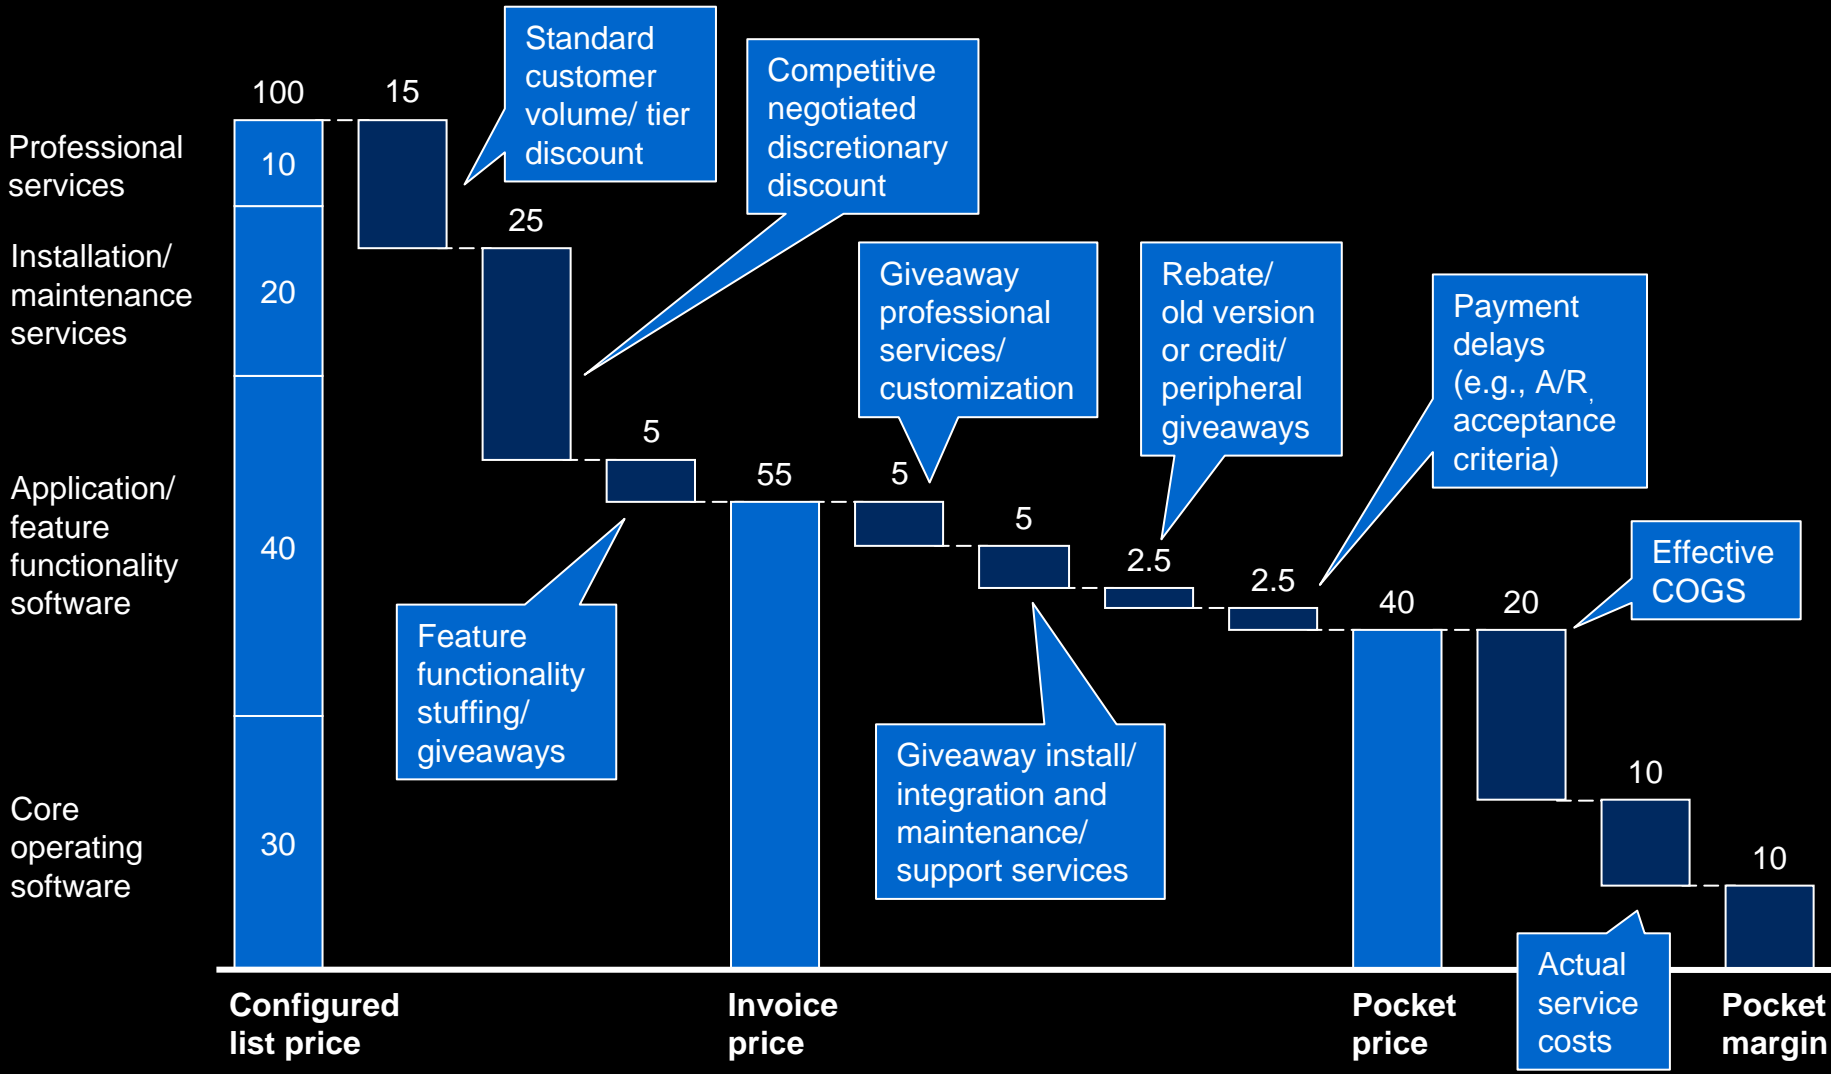 Standard
customer
volume/ tier
discount
Competitive
negotiated
discretionary
discount
100
15
Professional
services
10
25
Installation/
maintenance
services
20
Giveaway
professional
services/
customization
Rebate/
old version
or credit/
peripheral
giveaways
Payment
delays
(e.g., A/R,
acceptance
criteria)
5
55
5
5
2.5
2.5
Application/
feature
functionality
software
40
Effective
COGS
40
20
Feature
functionality
stuffing/
giveaways
Giveaway install/
integration and
maintenance/
support services
10
Core
operating
software
30
10
Actual
service
costs
Configured
list price
Invoice
price
Pocket
price
Pocket
margin